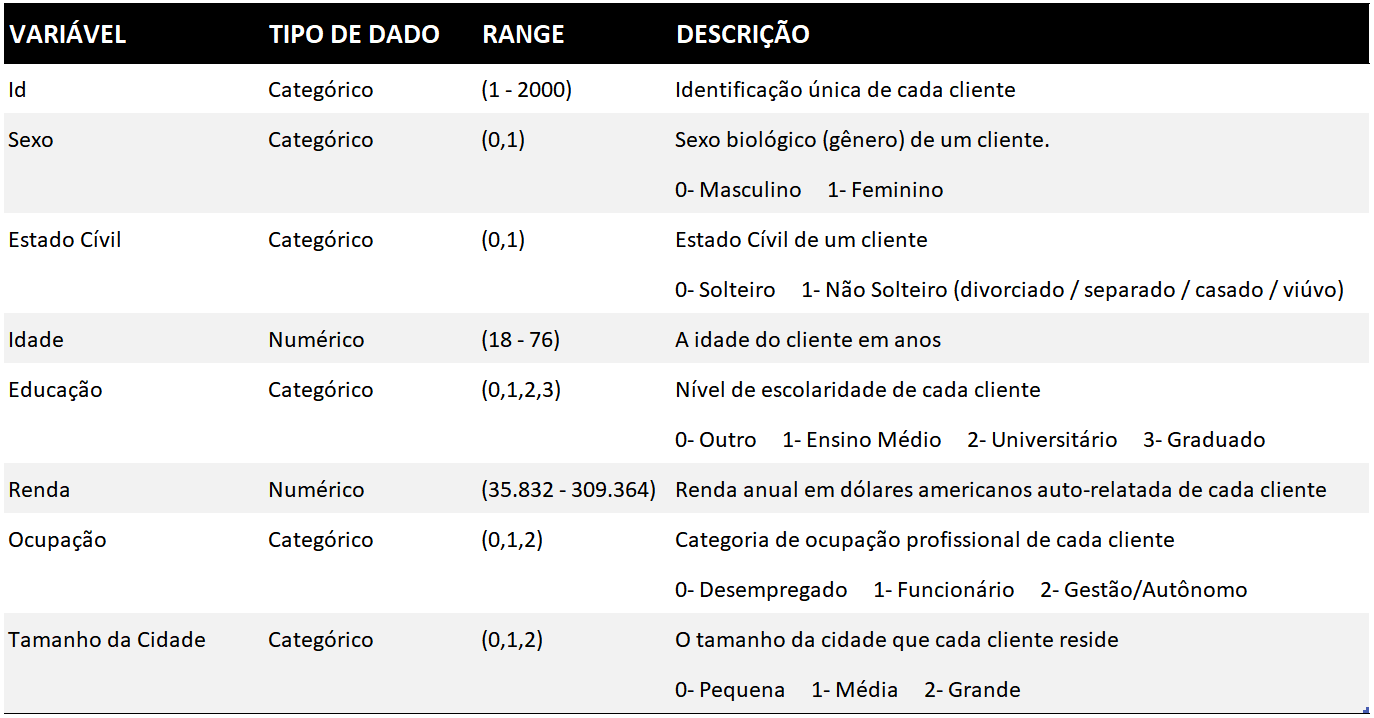 VARIÁVEL TIPO DE DADO RANGE DESCRIÇÃO
Id Categórico (1 - 2000) Identificação única de cada cliente
Sexo Categórico (0,1) Sexo biológico (gênero) de um cliente.
0- Masculino 1- Feminino
Estado Cívil Categórico (0,1) Estado Cívil de um cliente
0- Solteiro 1- Não Solteiro (divorciado / separado / casado / viúvo)
Idade Numérico (18 - 76) A idade do cliente em anos
Educação Categórico (0,1,2,3) Nível de escolaridade de cada cliente
0- Outro 1- Ensino Médio 2- Universitário 3- Graduado
Renda Numérico (35.832 - 309.364) Renda anual em dólares americanos auto-relatada de cada cliente
Ocupação Categórico (0,1,2) Categoria de ocupação profissional de cada cliente
0- Desempregado 1- Funcionário 2- Gestão/Autônomo
Tamanho da Cidade Categórico (0,1,2) O tamanho da cidade que cada cliente reside
0- Pequena 1- Média 2- Grande